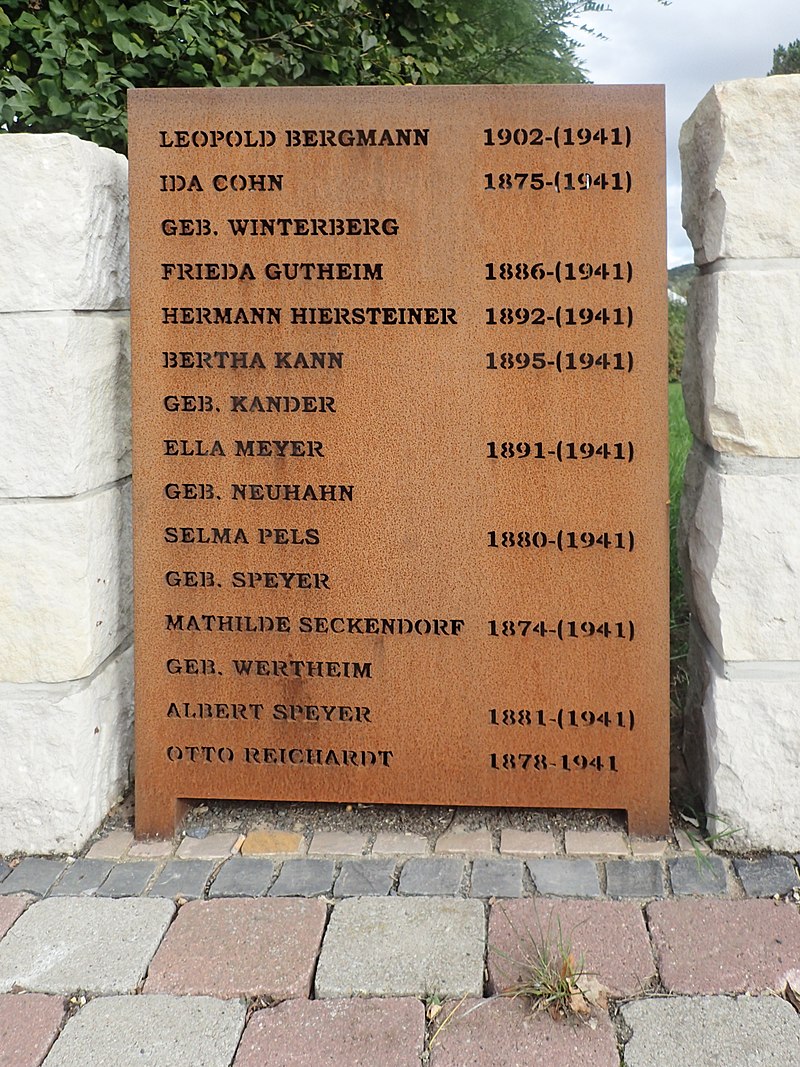 LEOPOLD BERGMANN 1902-(1941)
IDA COHN 1875-(1941)
GEB. WINTERBERG
FRIEDA GUTHEIM 1886-(1941)
HERMANN HIERSTEINER 1892-(1941)
BERTHA KANN 1895-(1941)
GEB. KANDER
ELLA MEYER 1891-(1941)
GEB. NEUHAHN
SELMA PELS 1880-(1941)
GEB. SPEYER
MATHILDE SECKENDORF 1874-(1941)
GEB. WERTHEIM
ALBERT SPEYER 1881-(1941)
OTTO REICHARDT 1878-1941